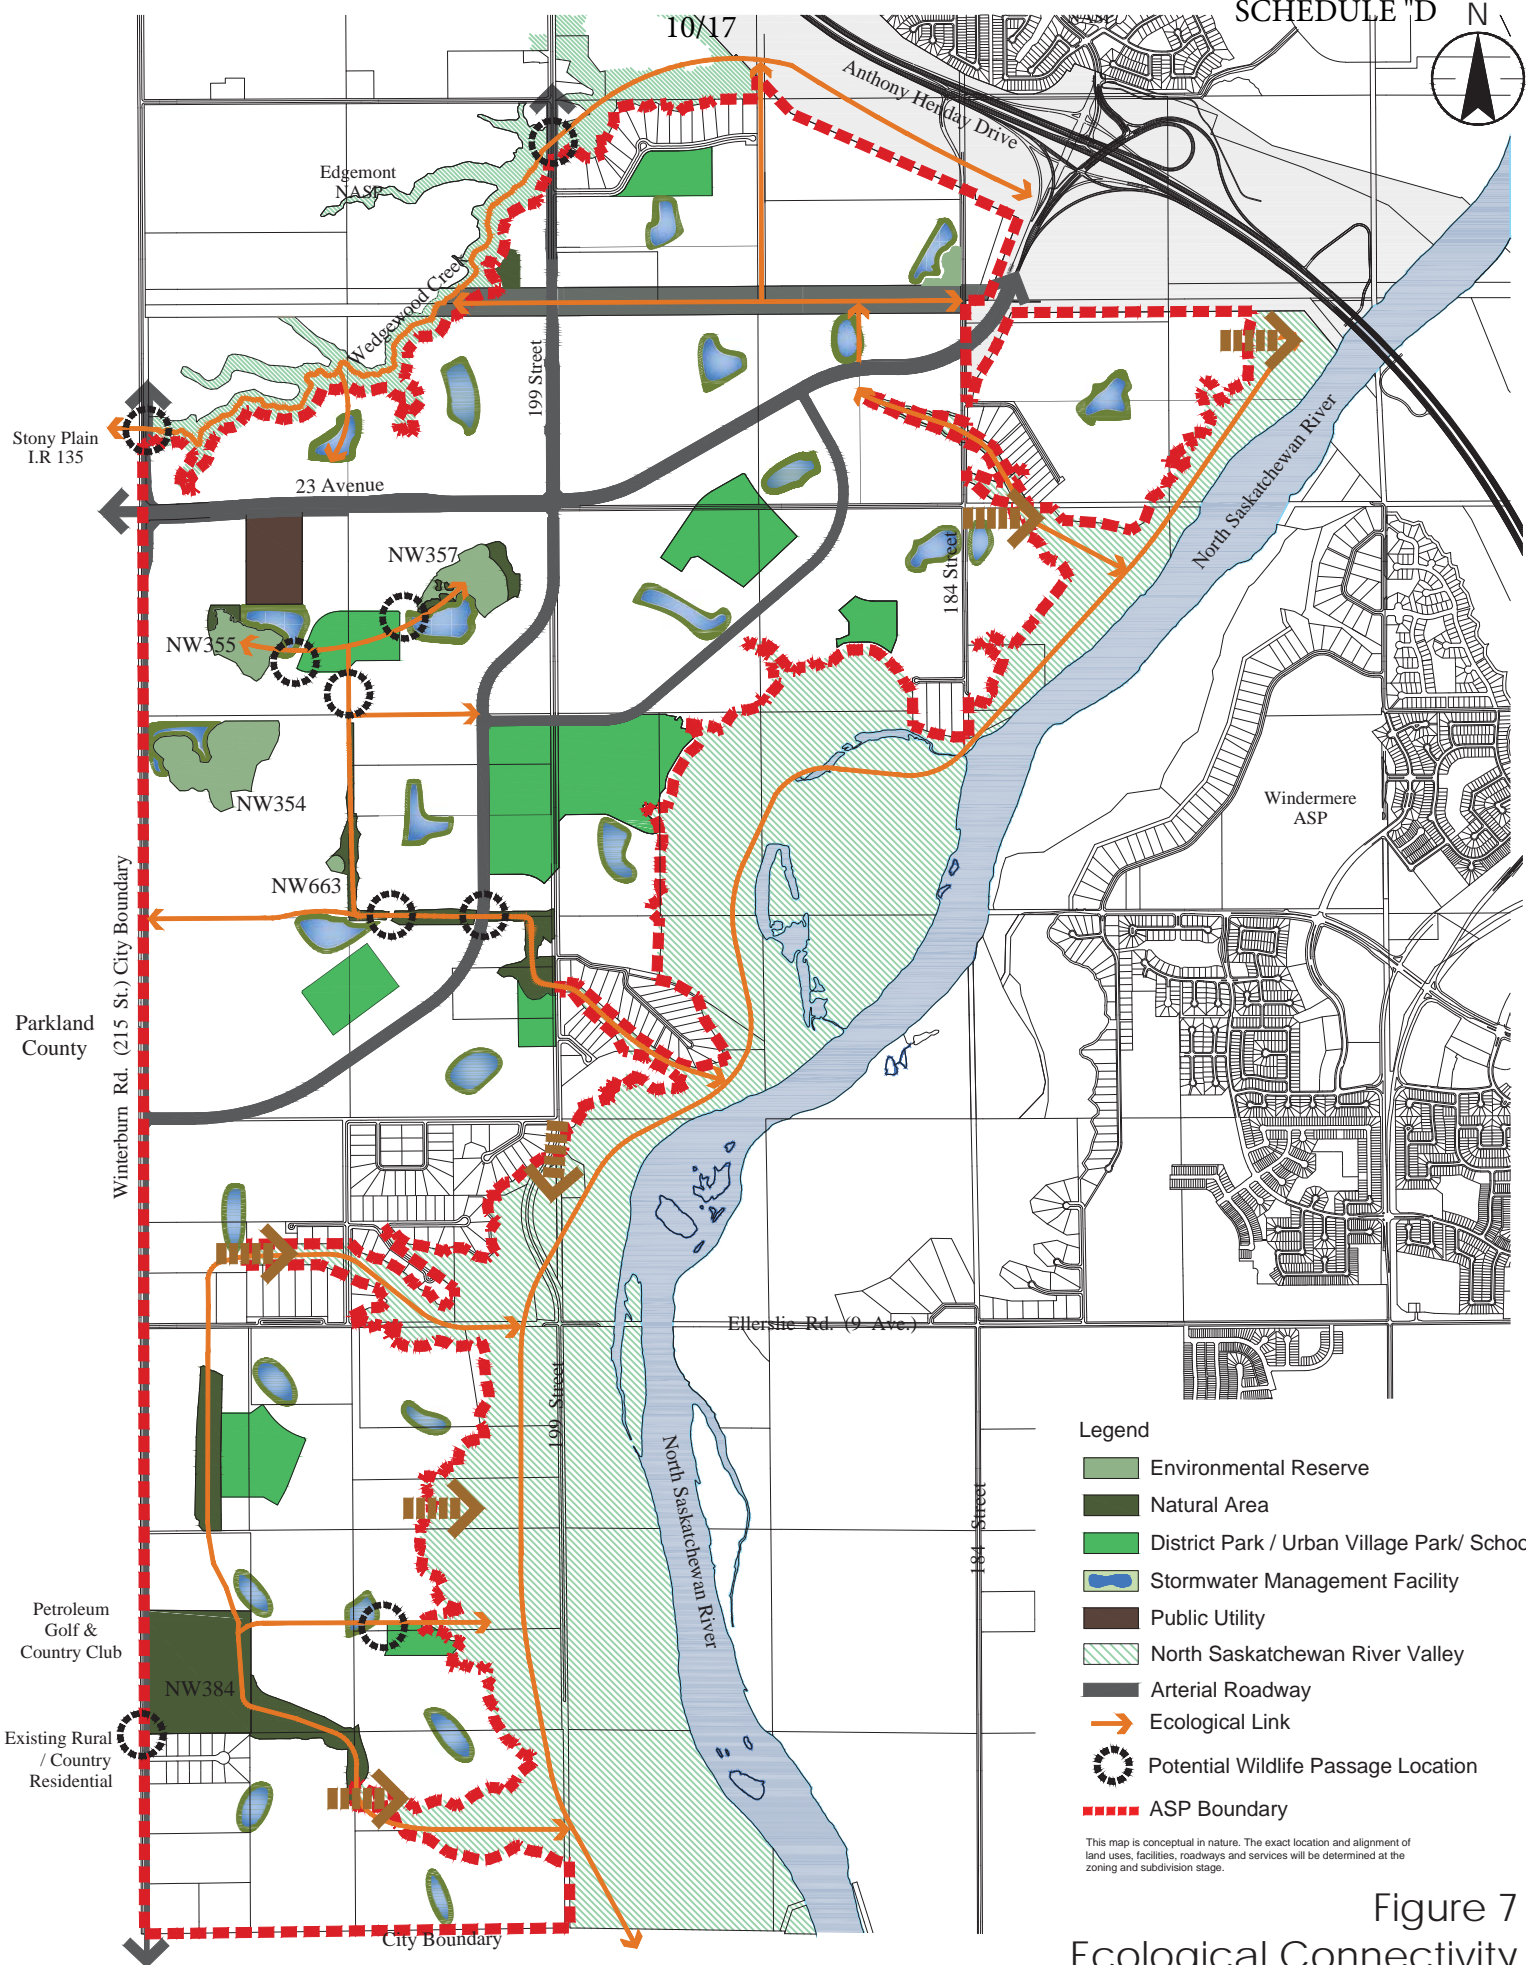 10/17
SCHEDULE "D
N
Anthony Henday Drive
Edgemont
NASP
Wedgewood Creek
199 Street
Stony Plain
I.R 135
23 Avenue
North Saskatchewan River
184 Street
NW357
NW355
NW354
NW663
Windermere
ASP
Winterburn Rd. (215 St.) City Boundary
Parkland
County
Ellerslie Rd. (9 Ave.)
199 Street
North Saskatchewan River
184 Street
Petroleum
Golf &
Country Club
NW384
Existing Rural
/ Country
Residential
City Boundary
Legend
Environmental Reserve
Natural Area
District Park / Urban Village Park/ Schoo
Stormwater Management Facility
Public Utility
North Saskatchewan River Valley
Arterial Roadway
Ecological Link
Potential Wildlife Passage Location
ASP Boundary
This map is conceptual in nature. The exact location and alignment of
land uses, facilities, roadways and services will be determined at the
zoning and subdivision stage.
Figure 7
Ecological Connectivity